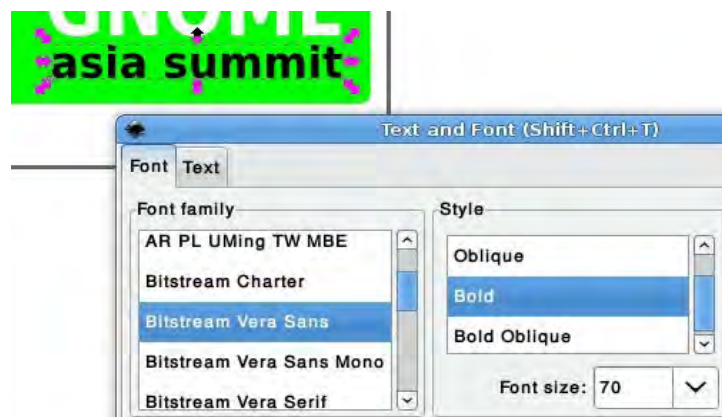 GNOME
asia summit
Text and Font (Shift+Ctrl+T)
Font Text
Font family
AR PL UMing TW MBE
Bitstream Charter
Bitstream Vera Sans
Bitstream Vera Sans Mono
Bitstream Vera Serif
Style
Oblique
Bold
Bold Oblique
Font size: 70